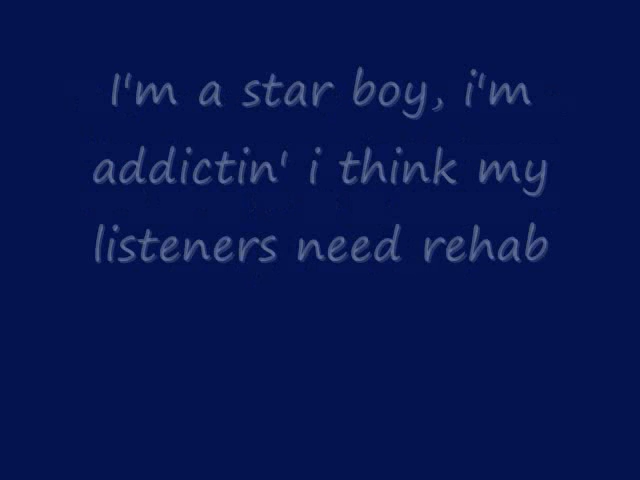 I'm a star boy, i'm
addictin' i think my
listeners need rehab